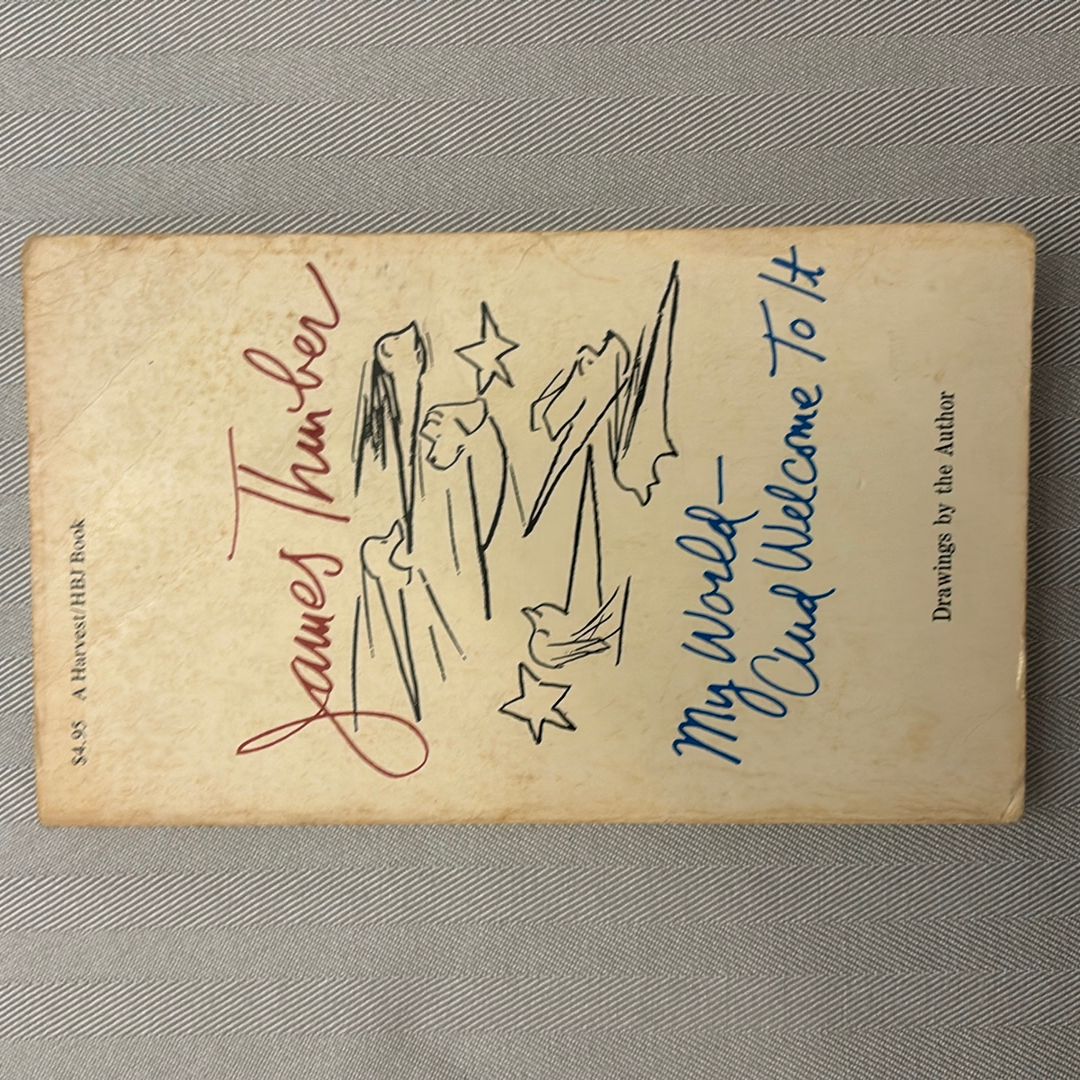 $4.95 A Harvest/HBJ Book
James Thurber
My World—
And Welcome To It
Drawings by the Author